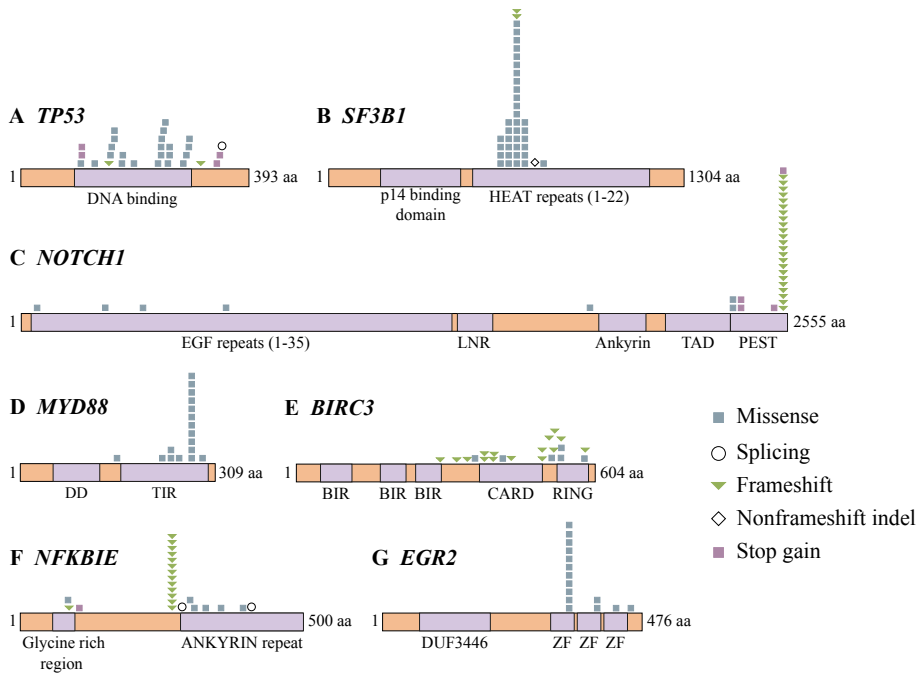 A TP53
1
393 aa
DNA binding
B SF3B1
1
1304 aa
p14 binding
domain
HEAT repeats (1-22)
C NOTCH1
1
2555 aa
EGF repeats (1-35)
LNR
Ankyrin
TAD
PEST
D MYD88
1
309 aa
DD
TIR
E BIRC3
1
604 aa
BIR
BIR
BIR
CARD
RING
Missense
Splicing
Frameshift
Nonframeshift indel
Stop gain
F NFKBIE
1
500 aa
Glycine rich
region
ANKYRIN repeat
G EGR2
1
476 aa
DUF3446
ZF
ZF
ZF